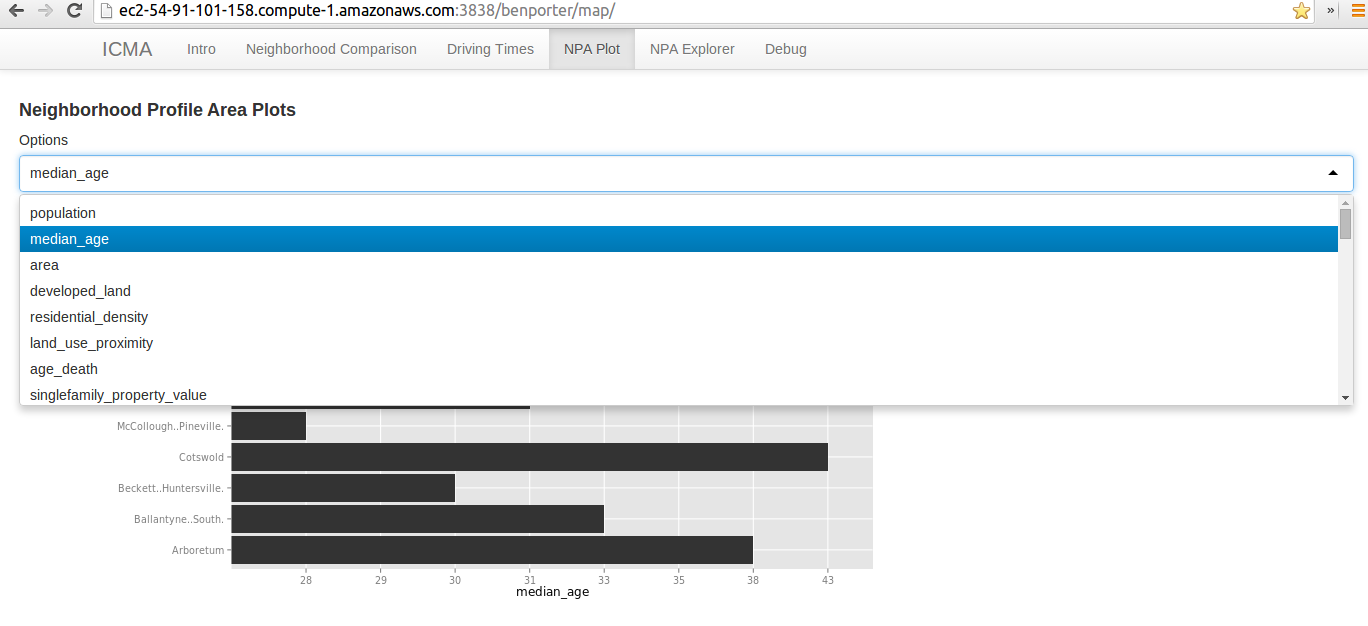 ec2-54-91-101-158.compute-1.amazonaws.com:3838/benporter/map/ »
ICMA Intro Neighborhood Comparison Driving Times NPA Plot NPA Explorer Debug
Neighborhood Profile Area Plots
Options
median_age
population
median_age
area
developed_land
residential_density
land_use_proximity
age_death
singlefamily_property_value
McCollough..Pineville.
Cotswold
Beckett..Huntersville.
Ballantyne..South.
Arboretum
28 29 30 31 33 35 38 43
median_age